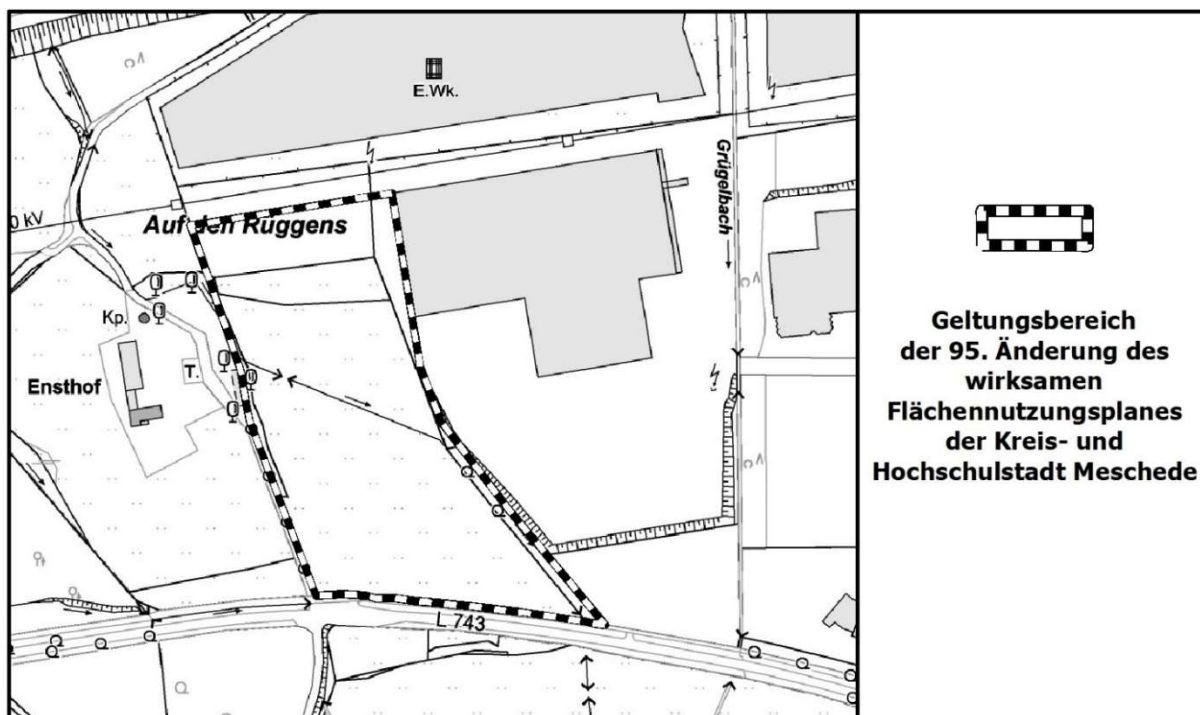 E.Wk.
Grügelbach
0 kV
Auf den Rüggens
Kp.
T.
Ensthof
L 743
Geltungsbereich
der 95. Änderung des
wirksamen
Flächennutzungsplanes
der Kreis- und
Hochschulstadt Meschede